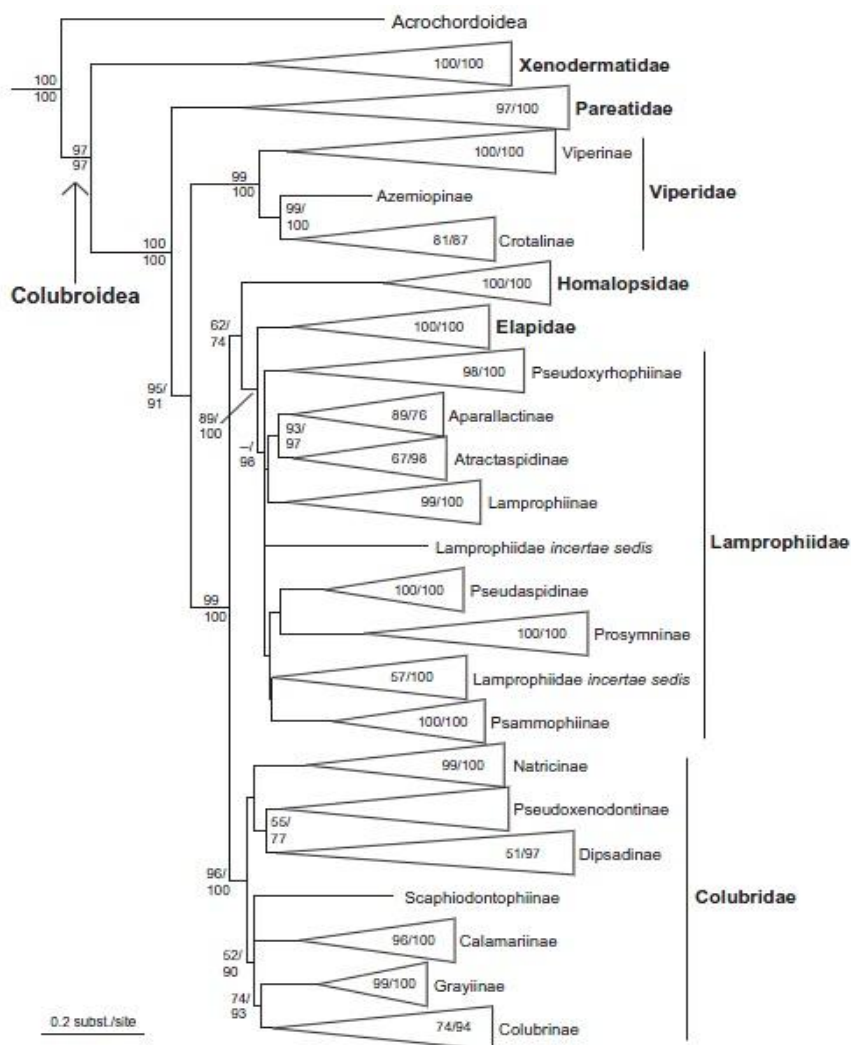 Acrochordoidea
100/100
Xenodermatidae
100
100
97/100
Pareatidae
100/100
Viperinae
97
97
99
100
Viperidae
Azemiopinae
99/
100
81/87
Crotalinae
100
100
100/100
Homalopsidae
Colubroidea
62/
74
100/100
Elapidae
98/100
Pseudoxyrhophiinae
95/
91
89/76
Aparallactinae
89/
100
93/
97
–/
98
67/98
Atractaspidinae
99/100
Lamprophiinae
Lamprophiidae
Lamprophiidae incertae sedis
100/100
Pseudaspidinae
99
100
100/100
Prosymninae
57/100
Lamprophiidae incertae sedis
100/100
Psammophiinae
99/100
Natricinae
Pseudoxenodontinae
55/
77
51/97
Dipsadinae
96/
100
Scaphiodontophiinae
Colubridae
96/100
Calamariinae
52/
90
99/100
Grayiinae
74/
93
0.2 subst./site
74/94
Colubrinae